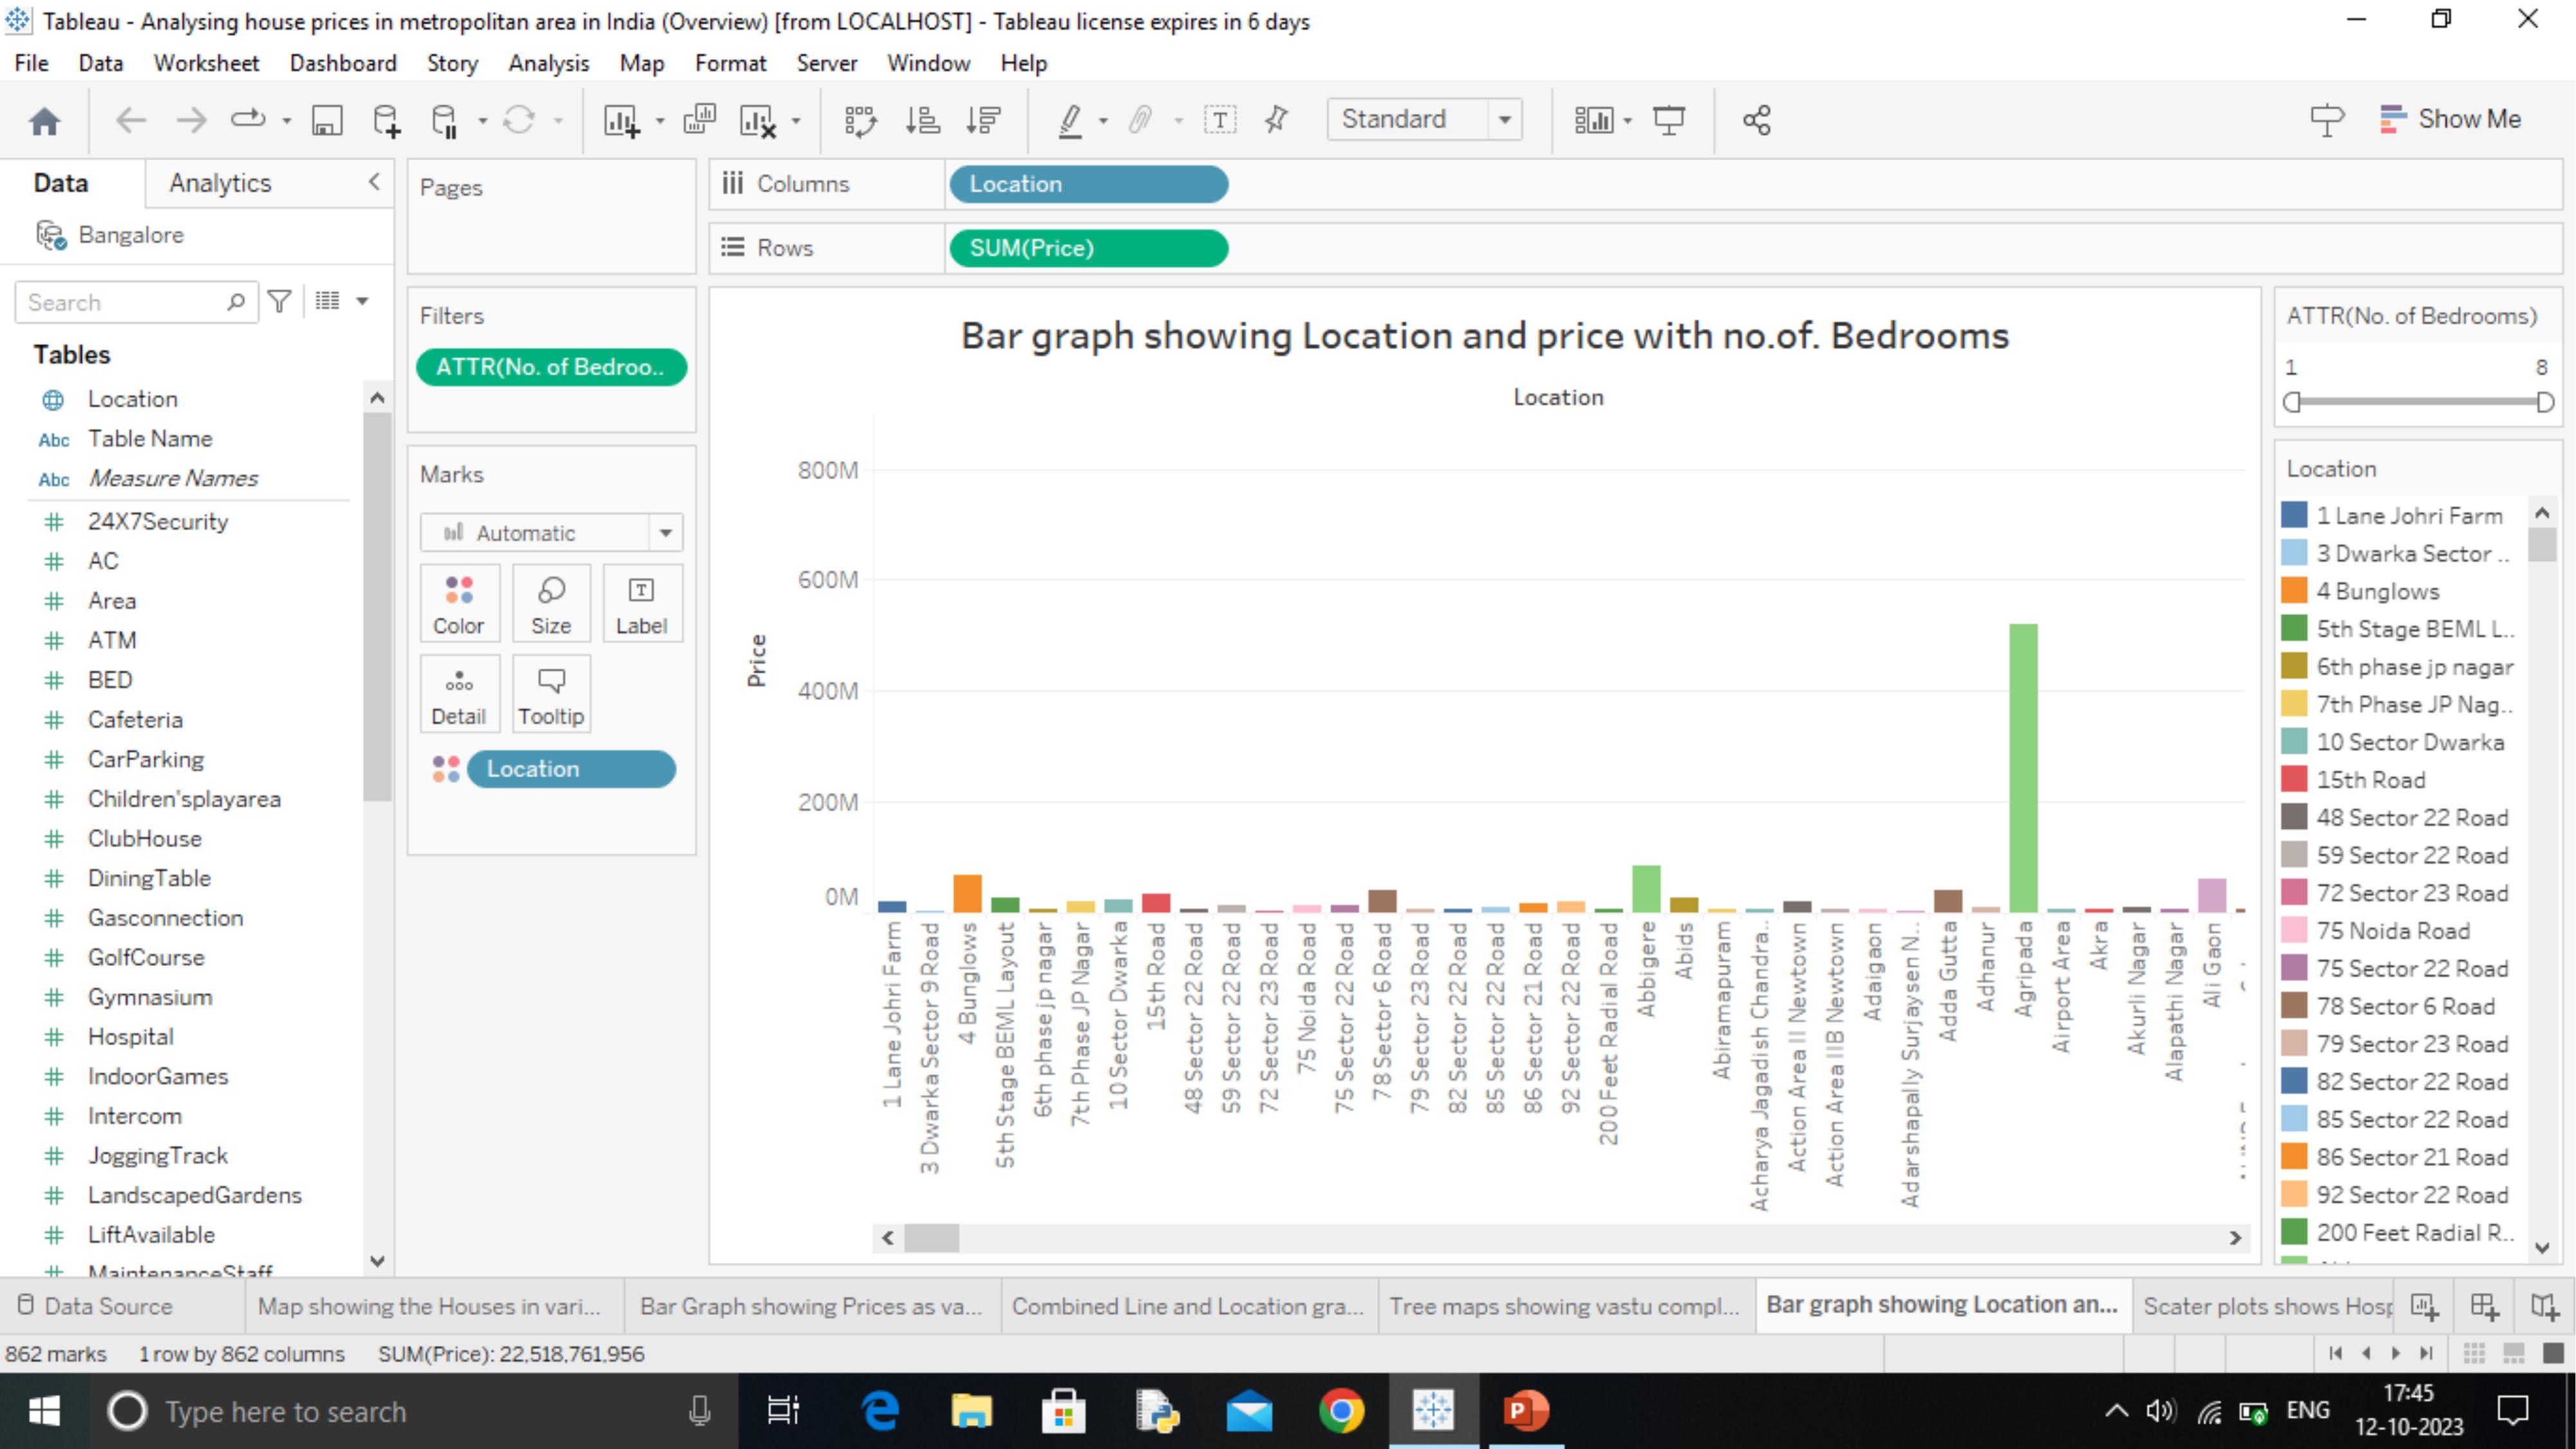 Tableau - Analysing house prices in metropolitan area in India (Overview) [from LOCALHOST] - Tableau license expires in 6 days
File Data Worksheet Dashboard Story Analysis Map Format Server Window Help
Standard
Show Me
Data Analytics
Bangalore
Search
Tables
Location
Abc Table Name
Abc Measure Names
24X7Security
AC
Area
ATM
BED
Cafeteria
CarParking
Children'splayarea
ClubHouse
DiningTable
Gasconnection
GolfCourse
Gymnasium
Hospital
IndoorGames
Intercom
JoggingTrack
LandscapedGardens
LiftAvailable
MaintenanceStaff
Pages
Filters
ATTR(No. of Bedroo..
Marks
Automatic
Color Size Label
Detail Tooltip
Location
Columns Location
Rows SUM(Price)
Bar graph showing Location and price with no.of. Bedrooms
Location
Price
800M
600M
400M
200M
0M
1 Lane Johri Farm
3 Dwarka Sector 9 Road
4 Bunglows
5th Stage BEML Layout
6th phase jp nagar
7th Phase JP Nagar
10 Sector Dwarka
15th Road
48 Sector 22 Road
59 Sector 22 Road
72 Sector 23 Road
75 Noida Road
75 Sector 22 Road
78 Sector 6 Road
79 Sector 23 Road
82 Sector 22 Road
85 Sector 22 Road
86 Sector 21 Road
92 Sector 22 Road
200 Feet Radial Road
Abbigere
Abids
Abiramapuram
Acharya Jagadish Chandra..
Action Area II Newtown
Action Area IIB Newtown
Adaigaon
Adarshapally Surjaysen N..
Adda Gutta
Adhanur
Agripada
Airport Area
Akra
Akurli Nagar
Alapathi Nagar
Ali Gaon
ATTR(No. of Bedrooms)
1 8
Location
1 Lane Johri Farm
3 Dwarka Sector ..
4 Bunglows
5th Stage BEML L..
6th phase jp nagar
7th Phase JP Nag..
10 Sector Dwarka
15th Road
48 Sector 22 Road
59 Sector 22 Road
72 Sector 23 Road
75 Noida Road
75 Sector 22 Road
78 Sector 6 Road
79 Sector 23 Road
82 Sector 22 Road
85 Sector 22 Road
86 Sector 21 Road
92 Sector 22 Road
200 Feet Radial R..
Data Source Map showing the Houses in vari... Bar Graph showing Prices as va... Combined Line and Location gra... Tree maps showing vastu compl... Bar graph showing Location an... Scater plots shows Hosp
862 marks 1 row by 862 columns SUM(Price): 22,518,761,956
Type here to search
ENG
17:45
12-10-2023